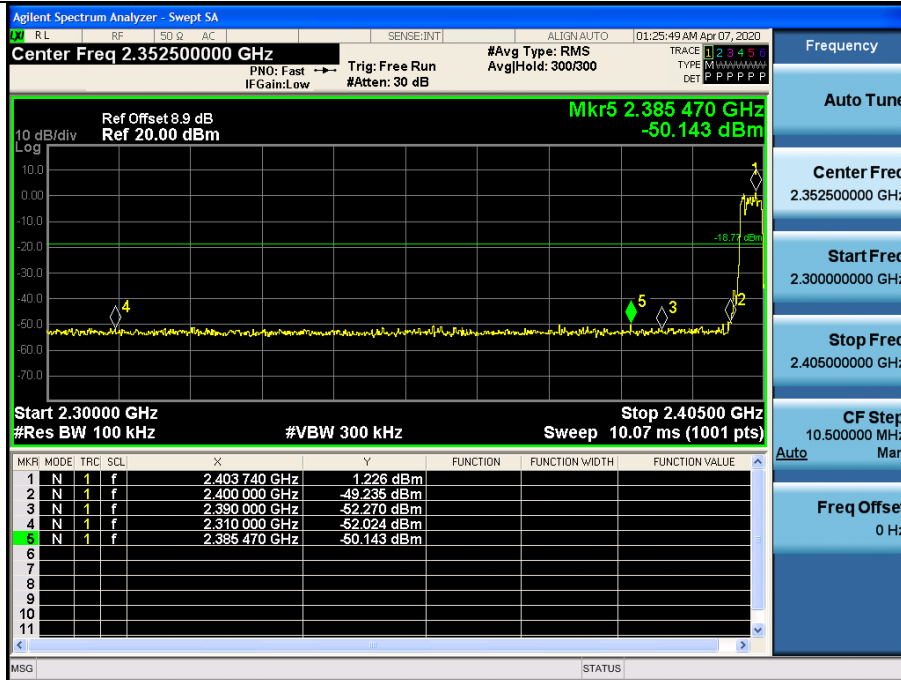 Agilent Spectrum Analyzer - Swept SA
LXI RL RF 50 Ω AC SENSE:INT ALIGN AUTO 01:25:49 AM Apr 07, 2020
Center Freq 2.352500000 GHz
PNO: Fast
IFGain:Low
Trig: Free Run
#Atten: 30 dB
#Avg Type: RMS
Avg|Hold: 300/300
TRACE 1 2 3 4 5 6
TYPE M W W W W W
DET P P P P P P
Mkr5 2.385 470 GHz
-50.143 dBm
Ref Offset 8.9 dB
10 dB/div Ref 20.00 dBm
Log
10.0
0.00
-10.0
-20.0
-30.0
-40.0
-50.0
-60.0
-70.0
1
-18.77 dBm
4
5
3
2
Start 2.30000 GHz Stop 2.40500 GHz
#Res BW 100 kHz #VBW 300 kHz Sweep 10.07 ms (1001 pts)
MKR MODE TRC SCL X Y FUNCTION FUNCTION WIDTH FUNCTION VALUE
1 N 1 f 2.403 740 GHz 1.226 dBm
2 N 1 f 2.400 000 GHz -49.235 dBm
3 N 1 f 2.390 000 GHz -52.270 dBm
4 N 1 f 2.310 000 GHz -52.024 dBm
5 N 1 f 2.385 470 GHz -50.143 dBm
6
7
8
9
10
11
MSG STATUS
Frequency
Auto Tune
Center Freq
2.352500000 GHz
Start Freq
2.300000000 GHz
Stop Freq
2.405000000 GHz
CF Step
10.500000 MHz
Auto Man
Freq Offset
0 Hz